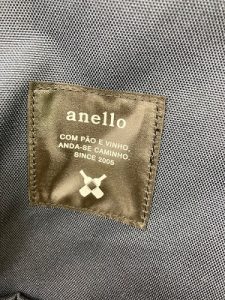 anello
COM PÃO E VINHO,
ANDA-SE CAMINHO.
SINCE 2005